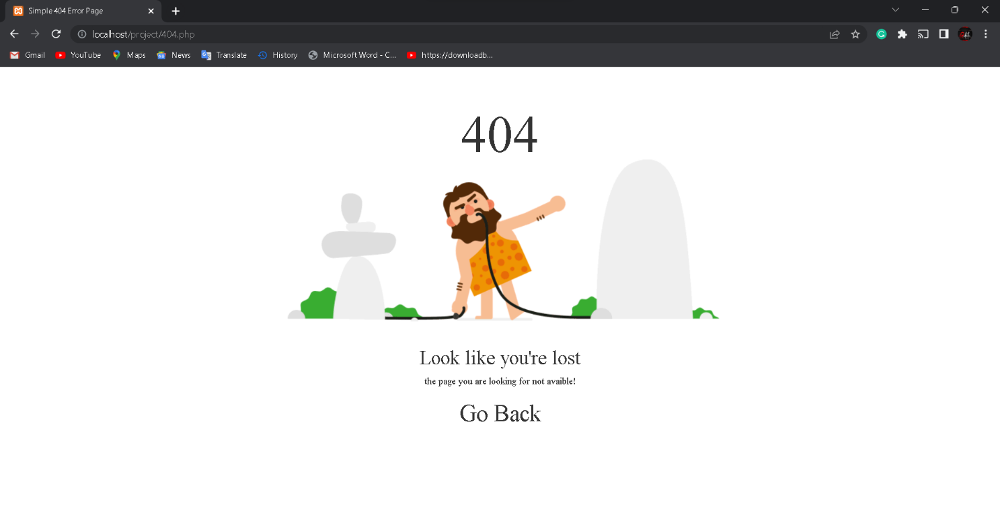 Simple 404 Error Page
localhost/project/404.php
Gmail YouTube Maps News Translate History Microsoft Word - C... https://downloadb...
404
Look like you're lost
the page you are looking for not avaible!
Go Back